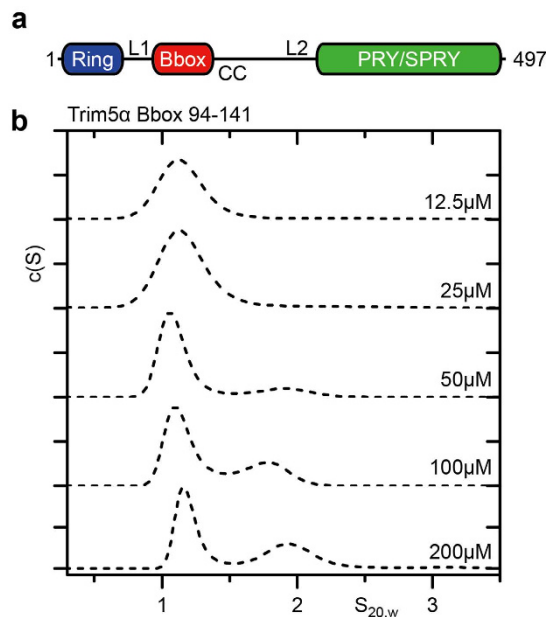 a
1 Ring L1 Bbox CC L2 PRY/SPRY 497
b Trim5α Bbox 94-141
c(S)
12.5µM
25µM
50µM
100µM
200µM
1 2 S20,w 3